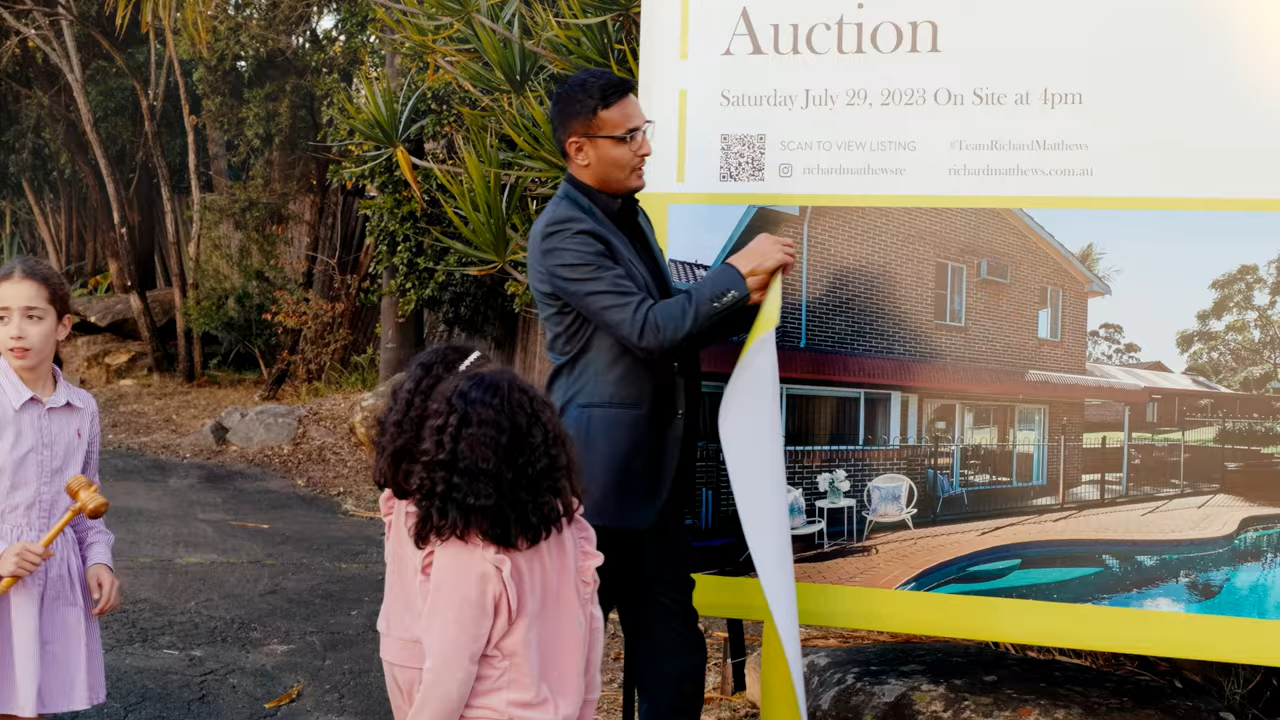 Auction
Saturday July 29, 2023 On Site at 4pm
SCAN TO VIEW LISTING
#TeamRichardMatthews
richardmatthewsre
richardmatthews.com.au